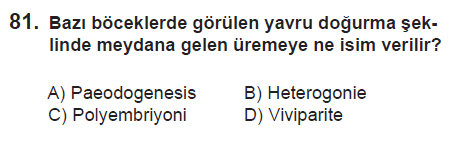 81. Bazı böceklerde görülen yavru doğurma şek-
linde meydana gelen üremeye ne isim verilir?
A) Paeodogenesis B) Heterogonie
C) Polyembriyoni D) Viviparite